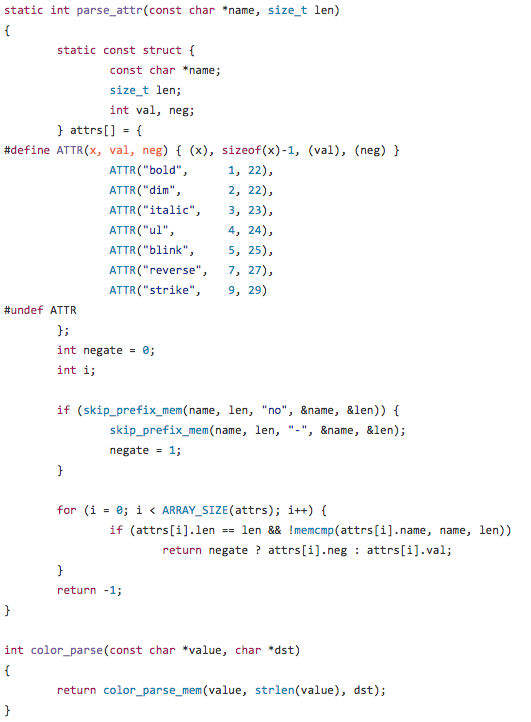 static int parse_attr(const char *name, size_t len)
{
        static const struct {
                const char *name;
                size_t len;
                int val, neg;
        } attrs[] = {
#define ATTR(x, val, neg) { (x), sizeof(x)-1, (val), (neg) }
                ATTR("bold",      1, 22),
                ATTR("dim",       2, 22),
                ATTR("italic",    3, 23),
                ATTR("ul",        4, 24),
                ATTR("blink",     5, 25),
                ATTR("reverse",   7, 27),
                ATTR("strike",    9, 29)
#undef ATTR
        };
        int negate = 0;
        int i;

        if (skip_prefix_mem(name, len, "no", &name, &len)) {
                skip_prefix_mem(name, len, "-", &name, &len);
                negate = 1;
        }

        for (i = 0; i < ARRAY_SIZE(attrs); i++) {
                if (attrs[i].len == len && !memcmp(attrs[i].name, name, len))
                        return negate ? attrs[i].neg : attrs[i].val;
        }
        return -1;
}

int color_parse(const char *value, char *dst)
{
        return color_parse_mem(value, strlen(value), dst);
}